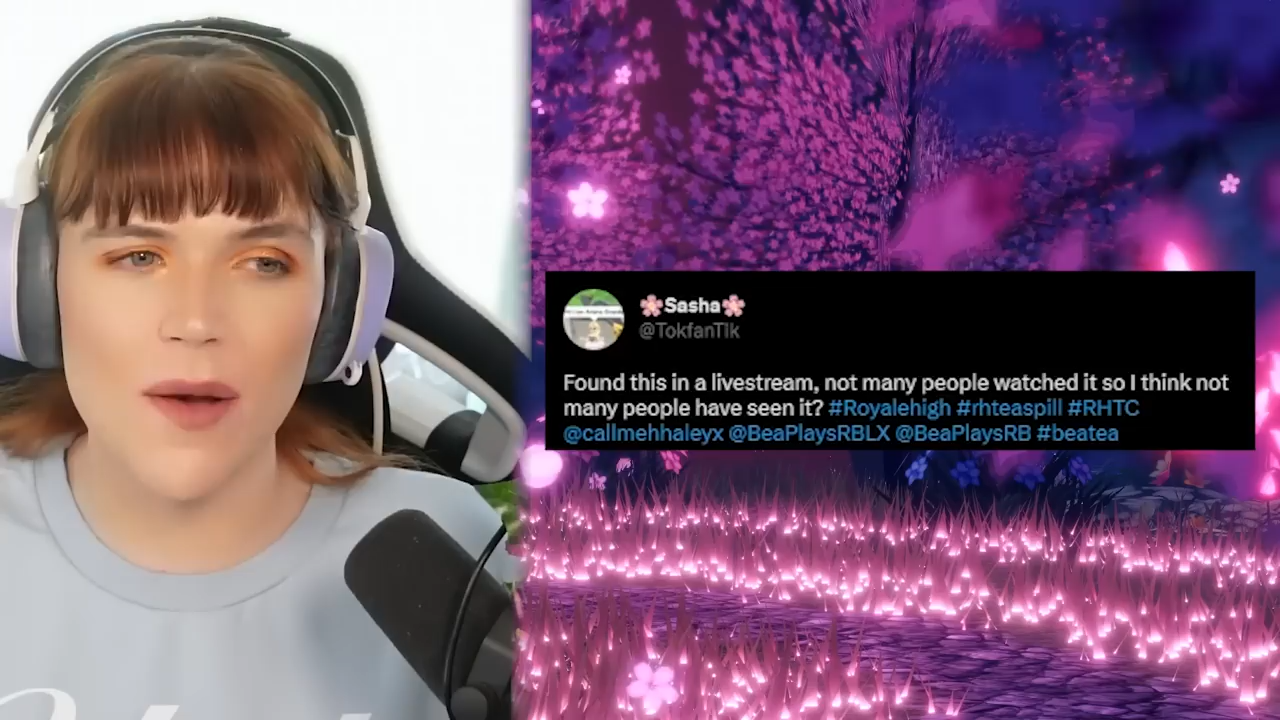 🌸Sasha🌸
@TokfanTik
Found this in a livestream, not many people watched it so I think not
many people have seen it? #Royalehigh #rhteaspill #RHTC
@callmehhaleyx @BeaPlaysRBLX @BeaPlaysRB #beatea